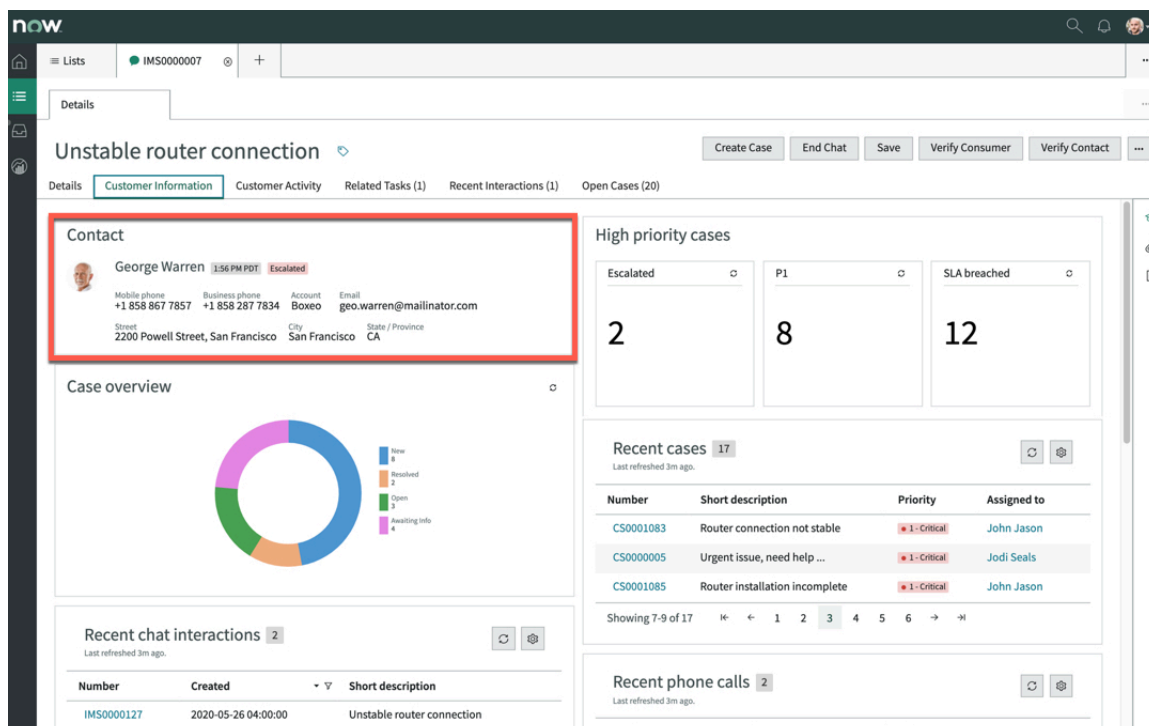 now.
Lists
IMS0000007
Details
Unstable router connection
Create Case
End Chat
Save
Verify Consumer
Verify Contact
Details
Customer Information
Customer Activity
Related Tasks (1)
Recent Interactions (1)
Open Cases (20)
Contact
George Warren 1:56 PM PDT Escalated
Mobile phone Business phone Account Email
+1 858 867 7857 +1 858 287 7834 Boxeo geo.warren@mailinator.com
Street City State / Province
2200 Powell Street, San Francisco San Francisco CA
Case overview
New
8
Resolved
2
Open
3
Awaiting Info
4
Recent chat interactions 2
Last refreshed 3m ago.
Number Created Short description
IMS0000127 2020-05-26 04:00:00 Unstable router connection
High priority cases
Escalated
2
P1
8
SLA breached
12
Recent cases 17
Last refreshed 3m ago.
Number Short description Priority Assigned to
CS0001083 Router connection not stable 1 - Critical John Jason
CS0000005 Urgent issue, need help ... 1 - Critical Jodi Seals
CS0001085 Router installation incomplete 1 - Critical John Jason
Showing 7-9 of 17 1 2 3 4 5 6
Recent phone calls 2
Last refreshed 3m ago.